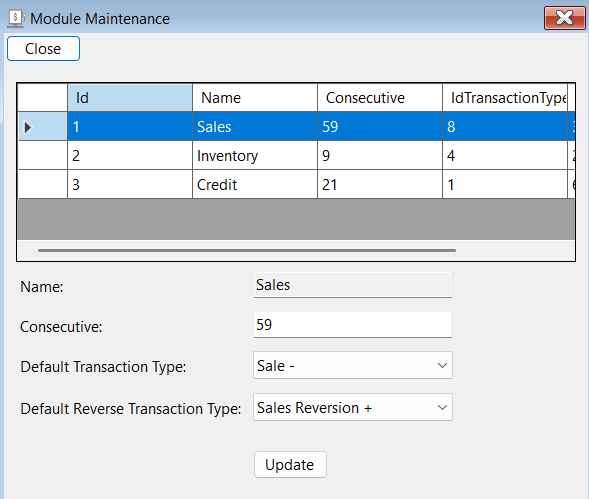 Module Maintenance
Close
Id Name Consecutive IdTransactionType
1 Sales 59 8
2 Inventory 9 4
3 Credit 21 1
Name: Sales
Consecutive: 59
Default Transaction Type: Sale -
Default Reverse Transaction Type: Sales Reversion +
Update